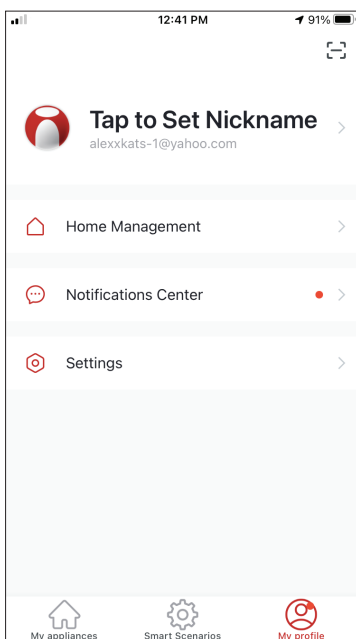 12:41 PM 91%
Tap to Set Nickname
alexxkats-1@yahoo.com
Home Management
Notifications Center
Settings
My appliances Smart Scenarios My profile